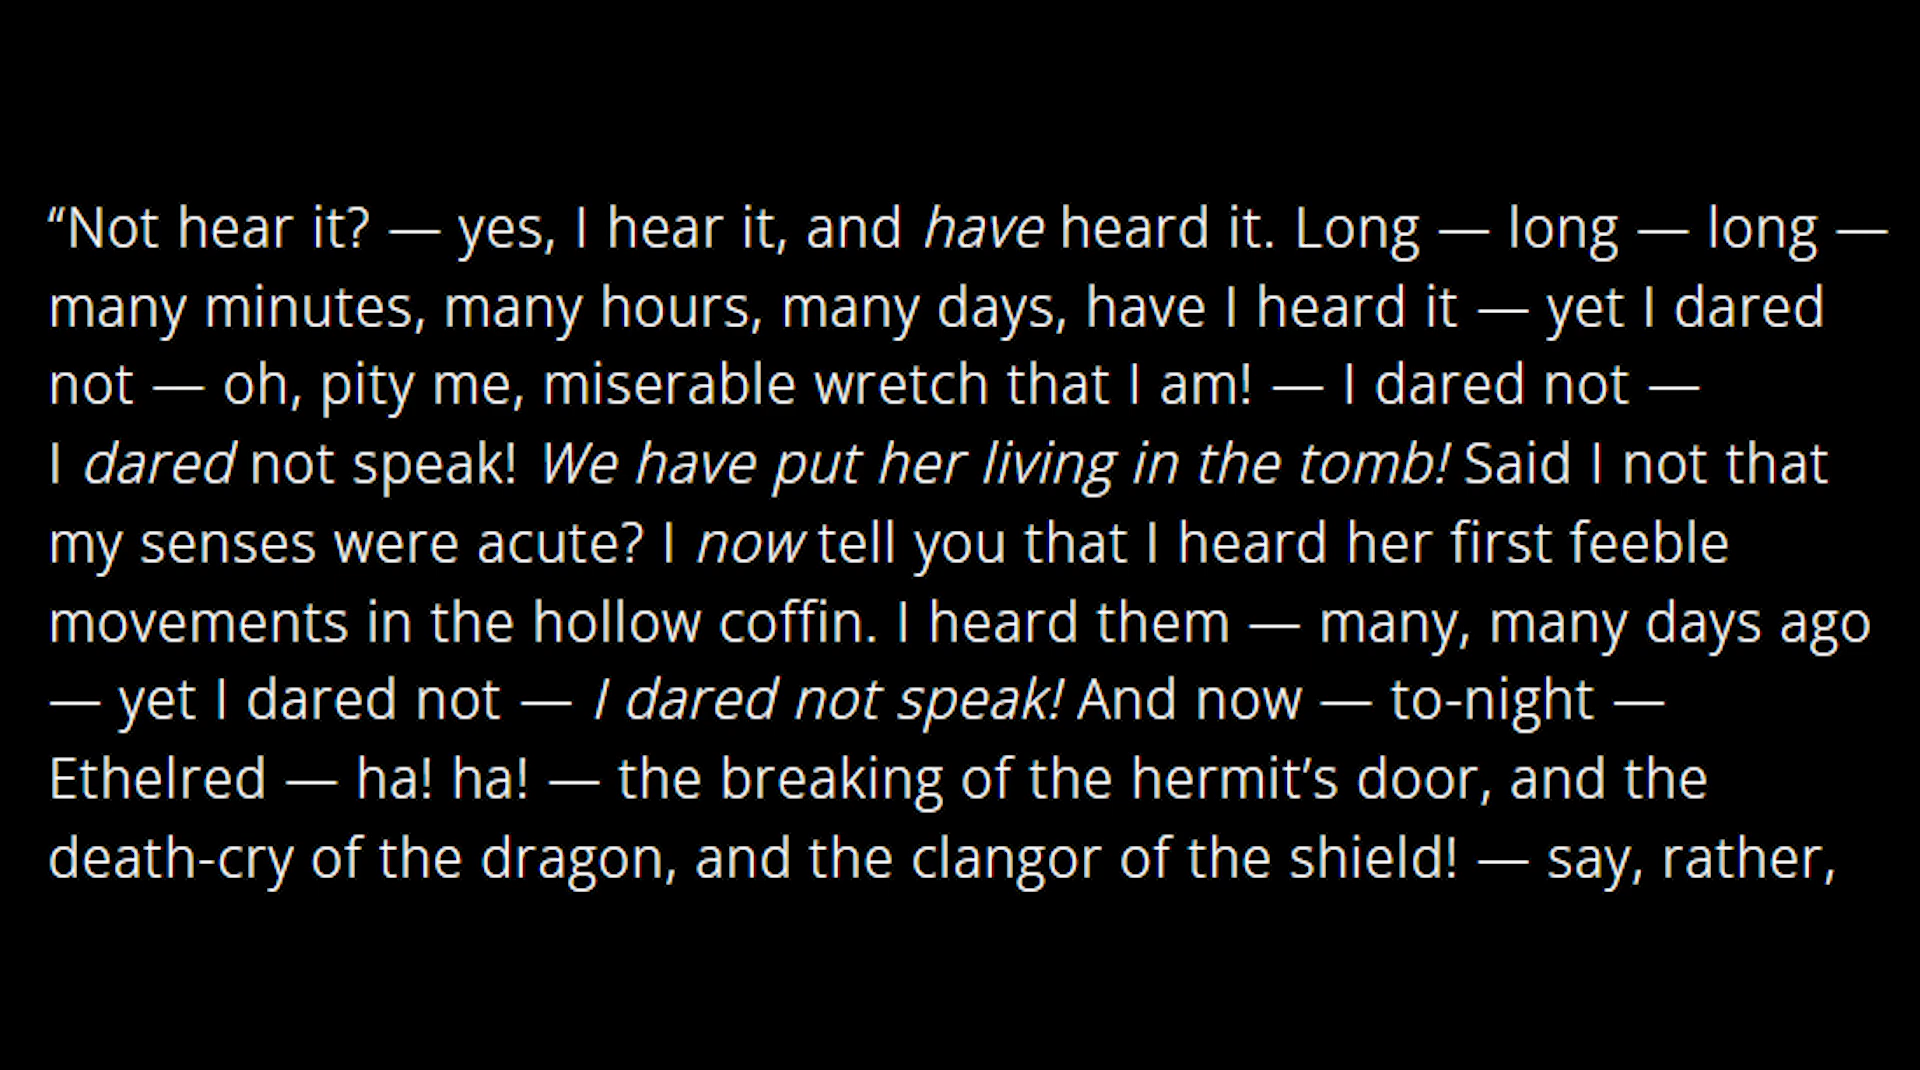 “Not hear it? — yes, I hear it, and have heard it. Long — long — long —
many minutes, many hours, many days, have I heard it — yet I dared
not — oh, pity me, miserable wretch that I am! — I dared not —
I dared not speak! We have put her living in the tomb! Said I not that
my senses were acute? I now tell you that I heard her first feeble
movements in the hollow coffin. I heard them — many, many days ago
— yet I dared not — I dared not speak! And now — to-night —
Ethelred — ha! ha! — the breaking of the hermit’s door, and the
death-cry of the dragon, and the clangor of the shield! — say, rather,